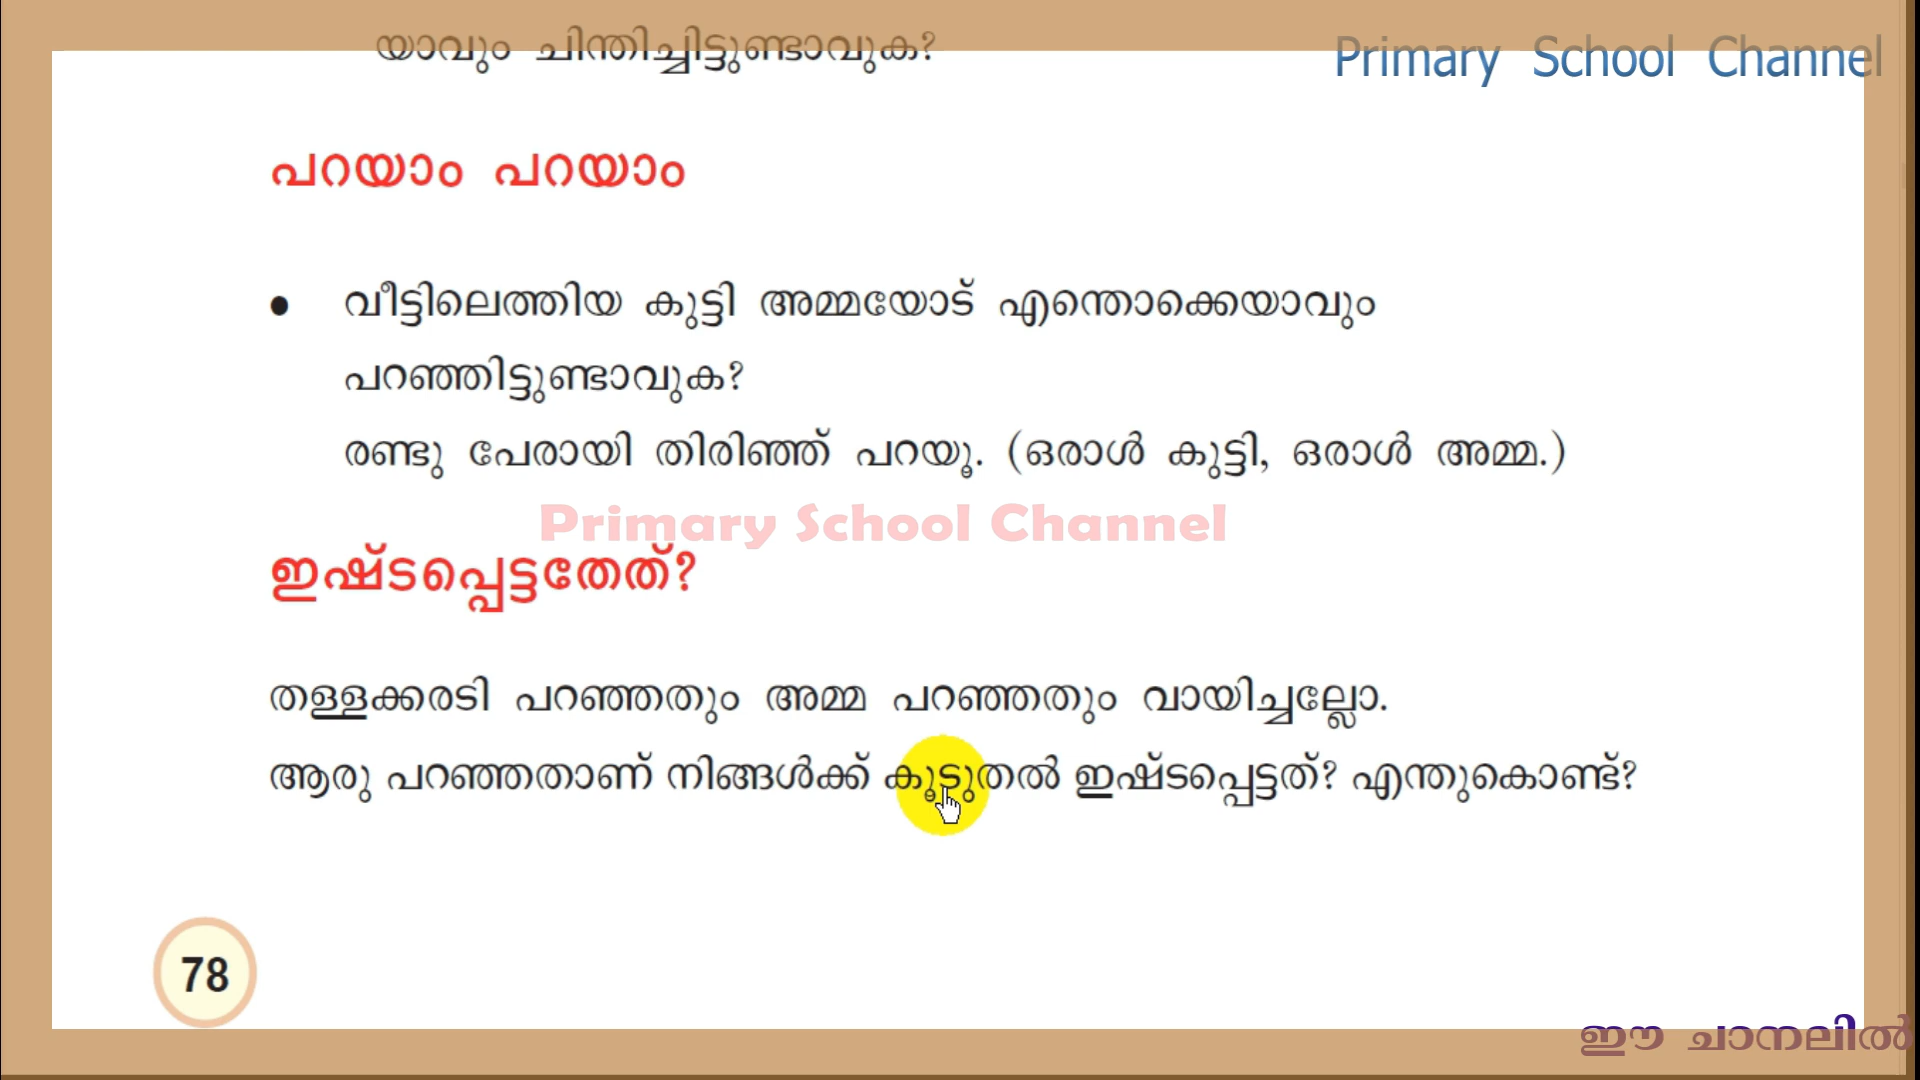 യാവും ചിന്തിച്ചിട്ടുണ്ടാവുക?
Primary School Channel
പറയാം പറയാം
● വീട്ടിലെത്തിയ കുട്ടി അമ്മയോട് എന്തൊക്കെയാവും
പറഞ്ഞിട്ടുണ്ടാവുക?
രണ്ടു പേരായി തിരിഞ്ഞ് പറയൂ. (ഒരാൾ കുട്ടി, ഒരാൾ അമ്മ.)
Primary School Channel
ഇഷ്ടപ്പെട്ടതേത്?
തള്ളക്കരടി പറഞ്ഞതും അമ്മ പറഞ്ഞതും വായിച്ചല്ലോ.
ആരു പറഞ്ഞതാണ് നിങ്ങൾക്ക് കൂടുതൽ ഇഷ്ടപ്പെട്ടത്? എന്തുകൊണ്ട്?
78
ഈ ചാനലിൽ